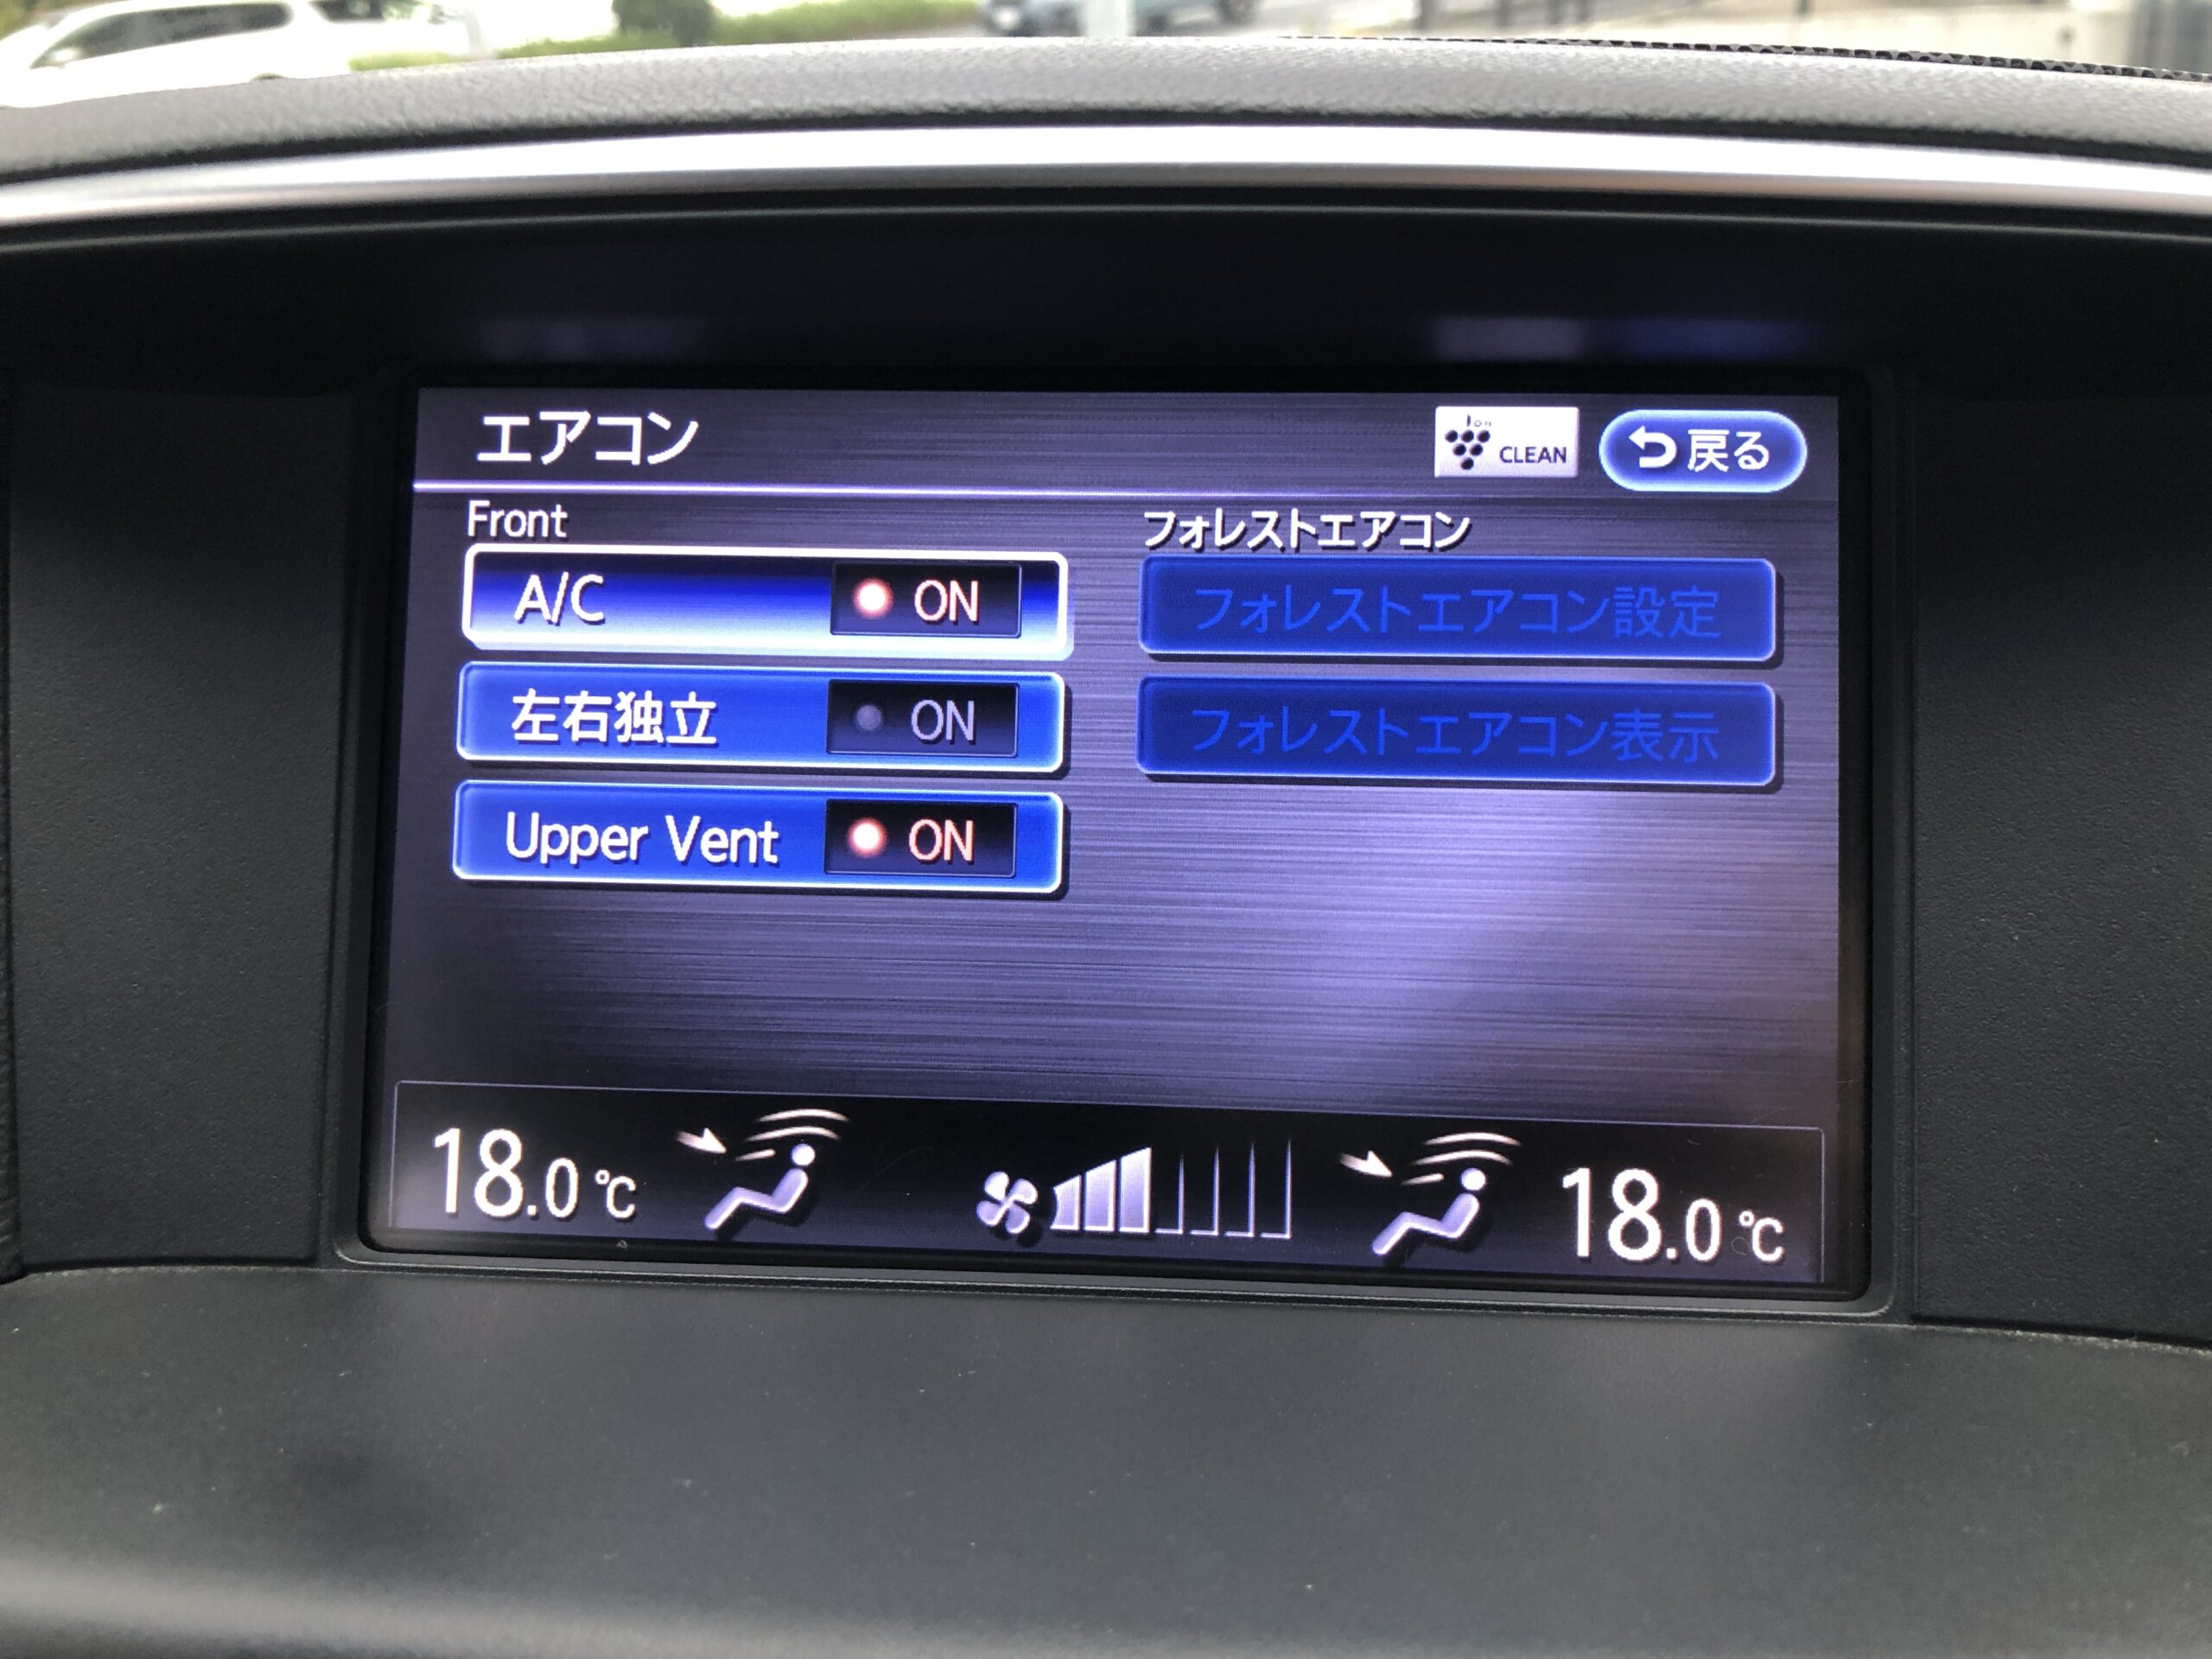 エアコン
Ion
CLEAN
戻る
Front
フォレストエアコン
A/C ON
フォレストエアコン設定
左右独立 ON
フォレストエアコン表示
Upper Vent ON
18.0℃
18.0℃